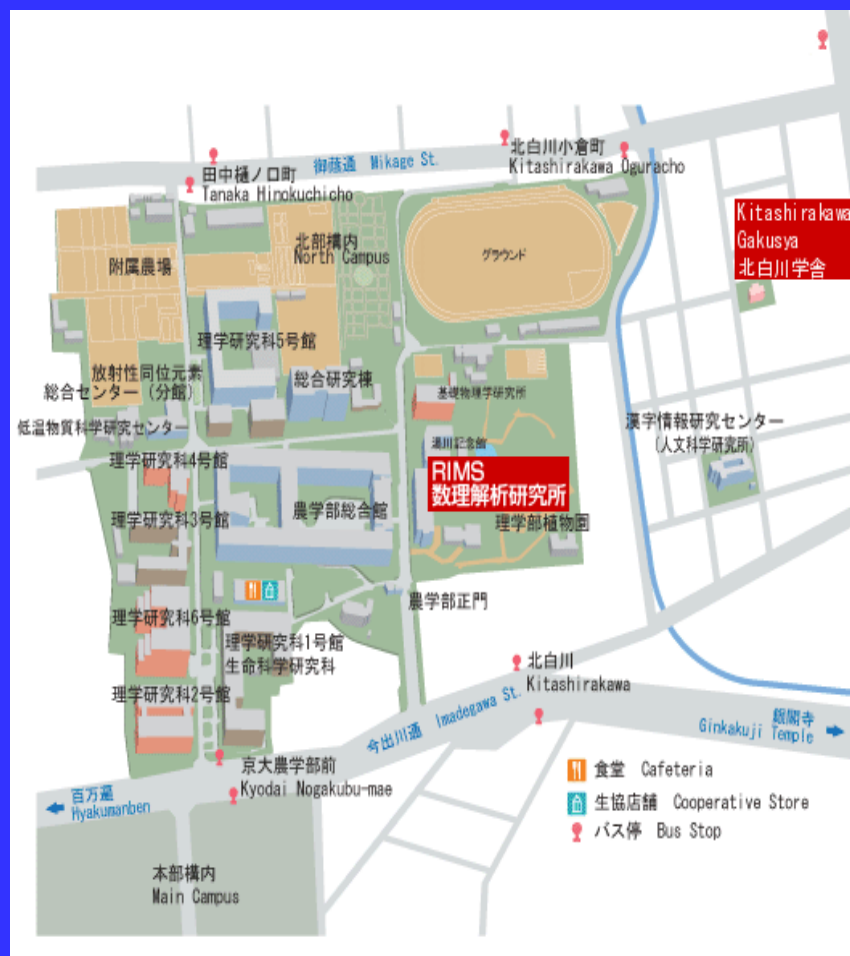 北白川小倉町
Kitashirakawa Oguracho
御蔭通 Mikage St.
田中樋ノ口町
Tanaka Hinokuchicho
Kitashirakawa
Gakusya
北白川学舎
北部構内
North Campus
グラウンド
附属農場
理学研究科5号館
放射性同位元素
総合センター (分館)
総合研究棟
基礎物理学研究所
低温物質科学研究センター
湯川記念館
漢字情報研究センター
(人文科学研究所)
理学研究科4号館
RIMS
数理解析研究所
農学部総合館
理学研究科3号館
理学部植物園
農学部正門
理学研究科6号館
理学研究科1号館
生命科学研究科
北白川
Kitashirakawa
理学研究科2号館
今出川通 Imadegawa St.
銀閣寺
Ginkakuji Temple
京大農学部前
Kyodai Nogakubu-mae
百万遍
Hyakumanben
食堂 Cafeteria
生協店舗 Cooperative Store
バス停 Bus Stop
本部構内
Main Campus